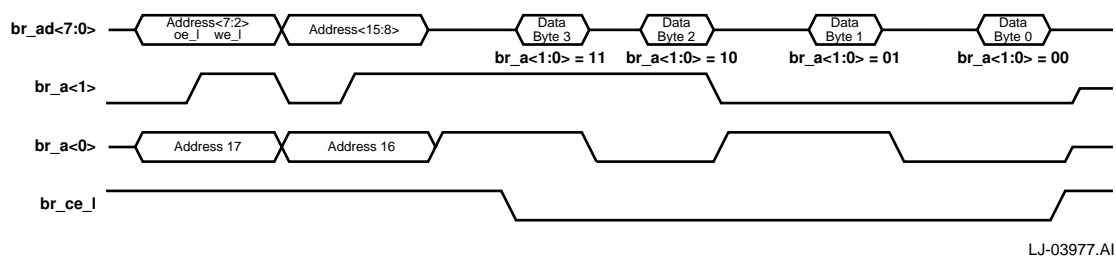 br_ad<7:0>
Address<7:2>
oe_l we_l
Address<15:8>
Data
Byte 3
Data
Byte 2
Data
Byte 1
Data
Byte 0
br_a<1:0> = 11
br_a<1:0> = 10
br_a<1:0> = 01
br_a<1:0> = 00
br_a<1>
br_a<0>
Address 17
Address 16
br_ce_l
LJ-03977.AI